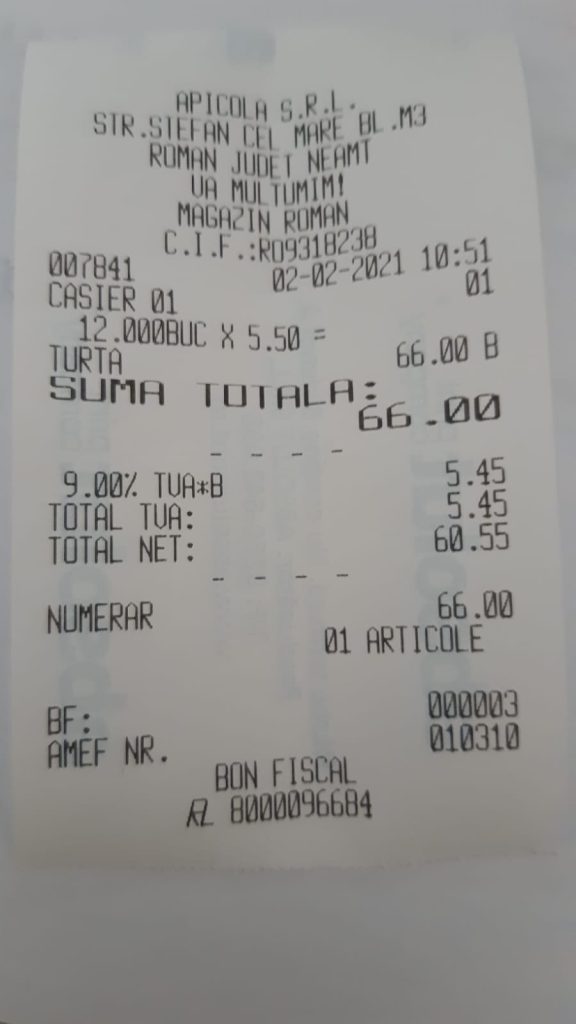 APICOLA S.R.L.
STR.STEFAN CEL MARE BL.M3
ROMAN JUDET NEAMT
VA MULTUMIM!
MAGAZIN ROMAN
C.I.F.:RO9318238
007841 02-02-2021 10:51
CASIER 01 01
12.000BUC X 5.50 =
TURTA 66.00 B
SUMA TOTALA:
66.00
- - - -
9.00% TVA*B 5.45
TOTAL TVA: 5.45
TOTAL NET: 60.55
- - - -
NUMERAR 66.00
01 ARTICOLE
BF: 000003
AMEF NR. 010310
BON FISCAL
8000096684